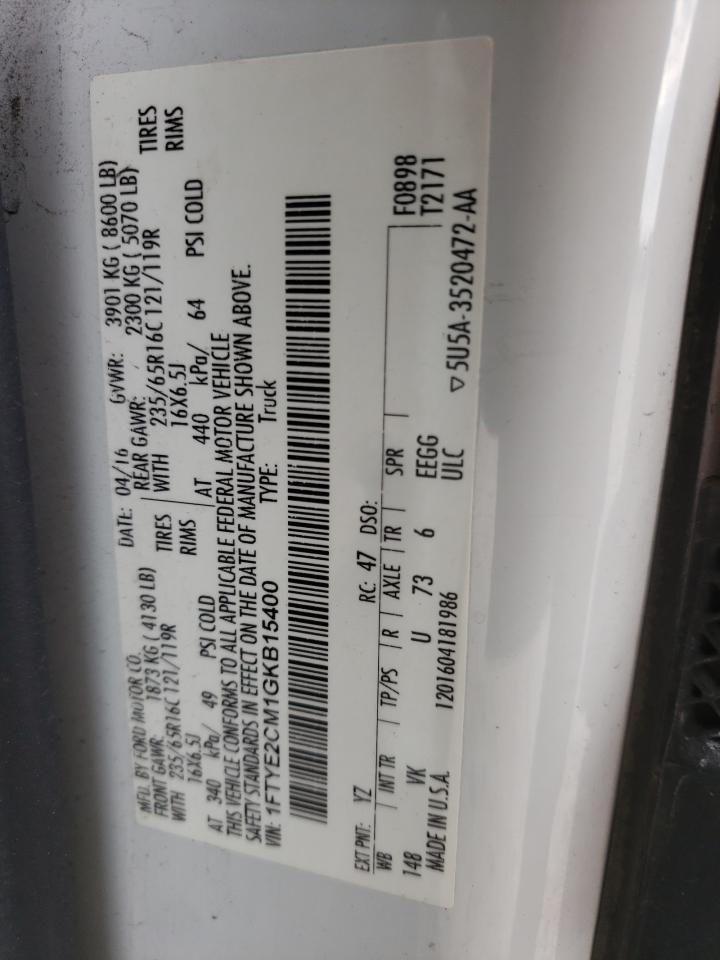 MFD. BY FORD MOTOR CO.
DATE: 04/16 GVWR: 3901 KG ( 8600 LB)
FRONT GAWR: 1873 KG ( 4130 LB) REAR GAWR: 2300 KG ( 5070 LB)
WITH 235/65R16C 121/119R TIRES WITH 235/65R16C 121/119R TIRES
16X6.5J RIMS 16X6.5J RIMS
AT 340 kPa/ 49 PSI COLD AT 440 kPa/ 64 PSI COLD
THIS VEHICLE CONFORMS TO ALL APPLICABLE FEDERAL MOTOR VEHICLE
SAFETY STANDARDS IN EFFECT ON THE DATE OF MANUFACTURE SHOWN ABOVE.
VIN: 1FTYE2CM1GKB15400 TYPE: Truck
EXT PNT: YZ RC: 47 DSO:
WB INT TR TP/PS R AXLE TR SPR F0898
148 VK U 73 6 EEGG T2171
ULC
MADE IN U.S.A. 1201604181986 ▽5U5A-3520472-AA